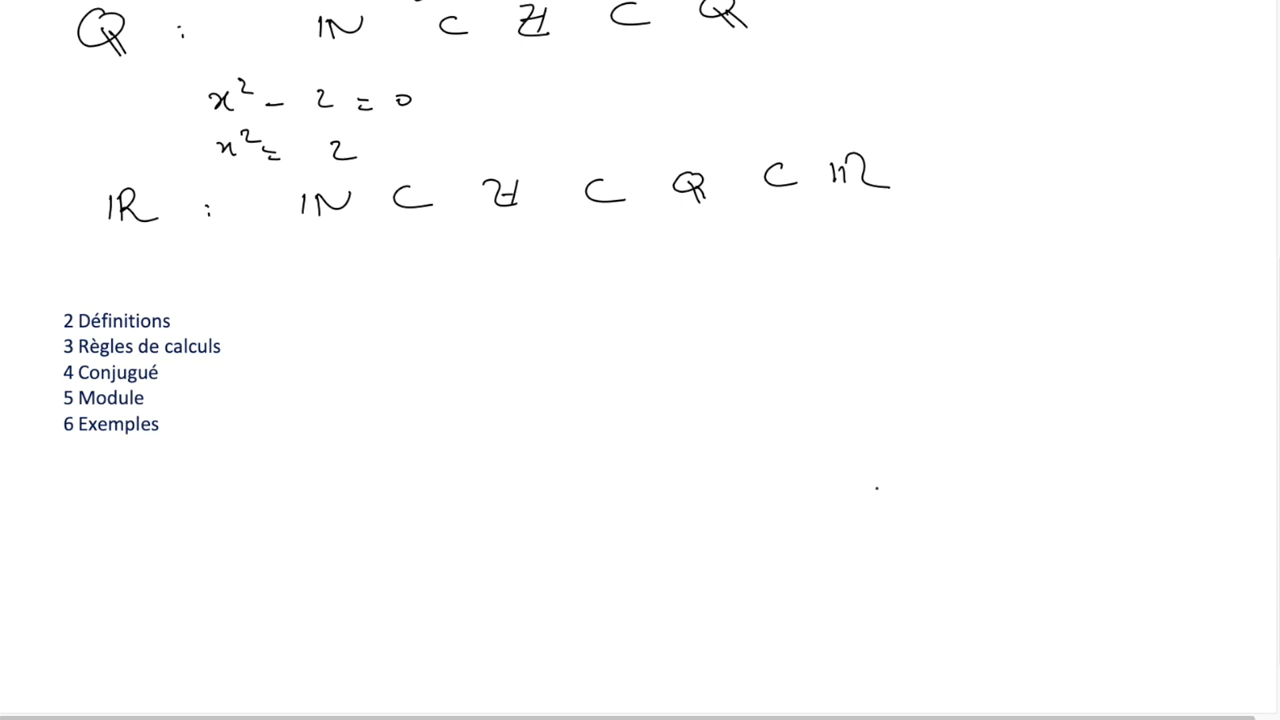 ℚ : ℕ ⊂ ℤ ⊂ ℚ
x² - 2 = 0
x² = 2
ℝ : ℕ ⊂ ℤ ⊂ ℚ ⊂ ℝ
2 Définitions
3 Règles de calculs
4 Conjugué
5 Module
6 Exemples